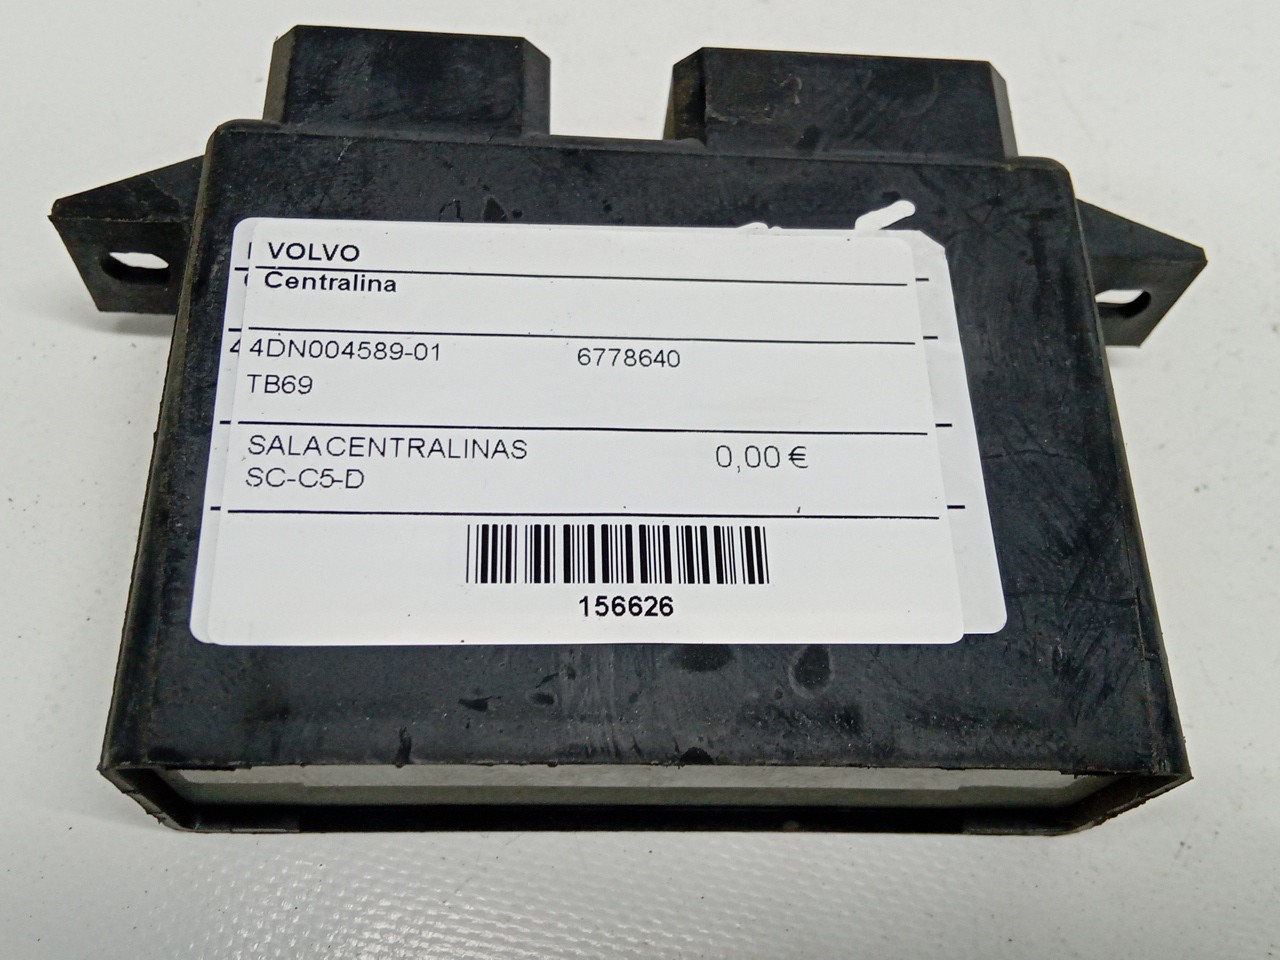 VOLVO
Centralina
4DN004589-01 6778640
TB69
SALACENTRALINAS 0,00 €
SC-C5-D
156626